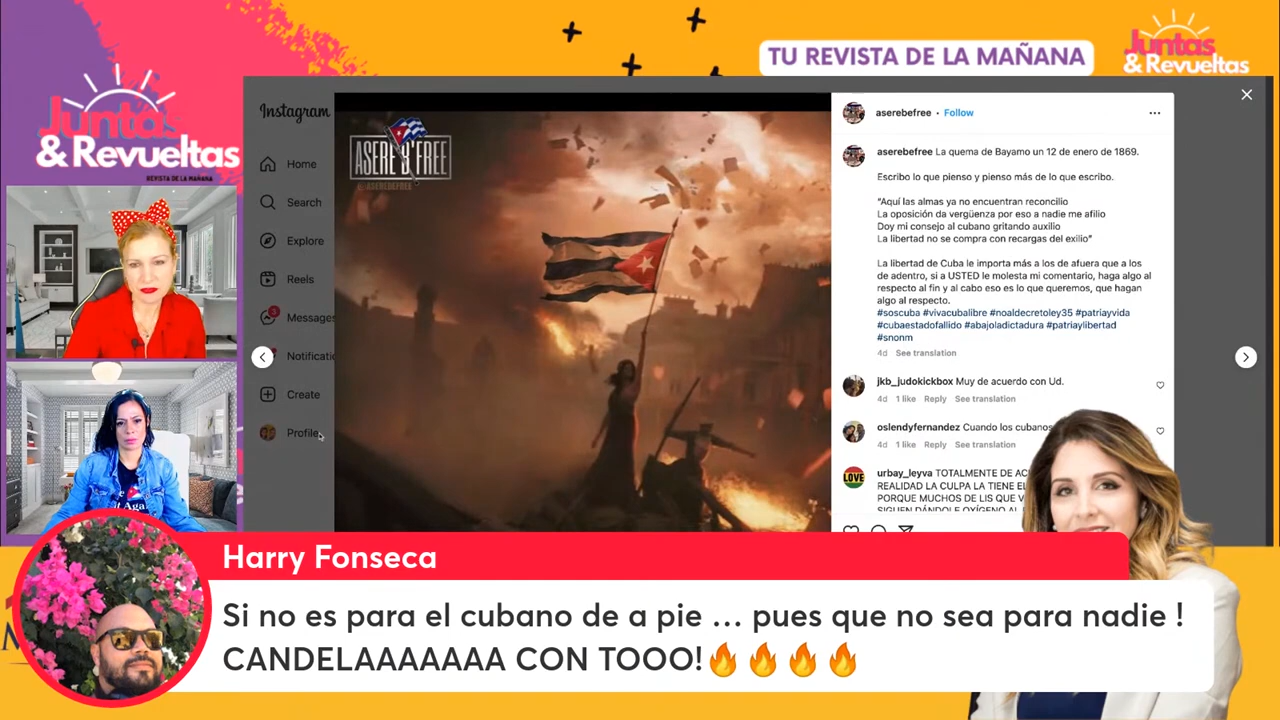 TU REVISTA DE LA MAÑANA
Juntas
& Revueltas
Juntas
& Revueltas
REVISTA DE LA MAÑANA
Instagram
Home
Search
Explore
Reels
3
Messages
Notificatio
Create
Profile
ASERE B'FREE
@ ASEREBEFREE
aserebefree • Follow
aserebefree La quema de Bayamo un 12 de enero de 1869.
Escribo lo que pienso y pienso más de lo que escribo.
“Aquí las almas ya no encuentran reconcilio
La oposición da vergüenza por eso a nadie me afilio
Doy mi consejo al cubano gritando auxilio
La libertad no se compra con recargas del exilio”
La libertad de Cuba le importa más a los de afuera que a los
de adentro, si a USTED le molesta mi comentario, haga algo al
respecto al fin y al cabo eso es lo que queremos, que hagan
algo al respecto.
#soscuba #vivacubalibre #noaldecretoley35 #patriayvida
#cubaestadofallido #abajoladictadura #patriaylibertad
#snonm
4d See translation
jkb_judokickbox Muy de acuerdo con Ud.
4d 1 like Reply See translation
oslendyfernandez Cuando los cubanos
4d 1 like Reply See translation
LOVE
urbay_leyva TOTALMENTE DE AC
REALIDAD LA CULPA LA TIENE EL
PORQUE MUCHOS DE LIS QUE V
SIGUEN DÁNDOLE OXÍGENO AL
Harry Fonseca
Si no es para el cubano de a pie ... pues que no sea para nadie !
CANDELAAAAAAA CON TOOO!🔥🔥🔥🔥